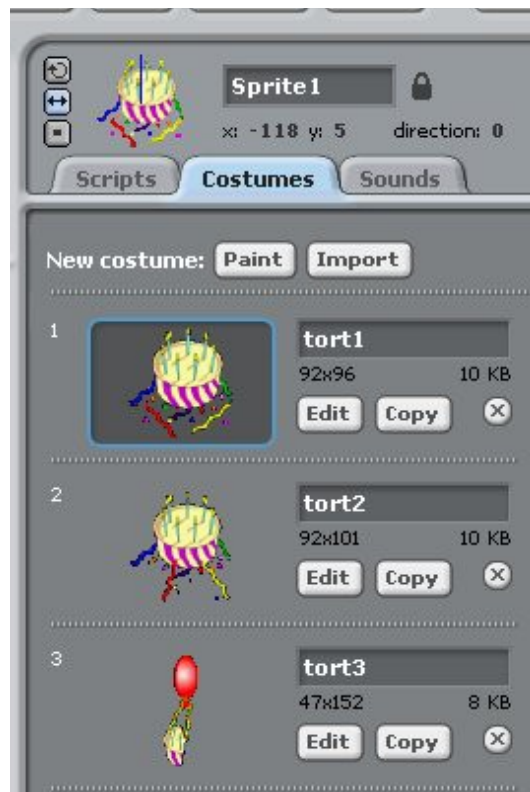 Sprite1
x: -118 y: 5 direction: 0
Scripts Costumes Sounds
New costume: Paint Import
1
tort1
92x96 10 KB
Edit Copy
2
tort2
92x101 10 KB
Edit Copy
3
tort3
47x152 8 KB
Edit Copy